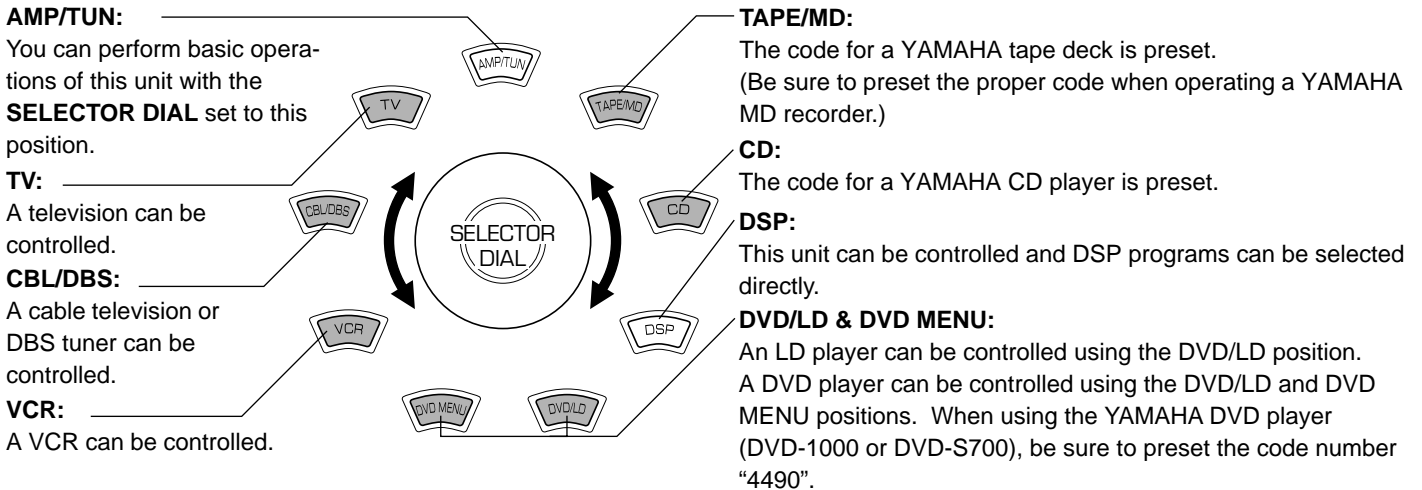 AMP/TUN:
You can perform basic opera-
tions of this unit with the
SELECTOR DIAL set to this
position.
TV:
A television can be
controlled.
CBL/DBS:
A cable television or
DBS tuner can be
controlled.
VCR:
A VCR can be controlled.
AMP/TUN
TV
TAPE/MD
CBL/DBS
CD
SELECTOR
DIAL
VCR
DSP
DVD MENU
DVD/LD
TAPE/MD:
The code for a YAMAHA tape deck is preset.
(Be sure to preset the proper code when operating a YAMAHA
MD recorder.)
CD:
The code for a YAMAHA CD player is preset.
DSP:
This unit can be controlled and DSP programs can be selected
directly.
DVD/LD & DVD MENU:
An LD player can be controlled using the DVD/LD position.
A DVD player can be controlled using the DVD/LD and DVD
MENU positions.  When using the YAMAHA DVD player
(DVD-1000 or DVD-S700), be sure to preset the code number
“4490”.